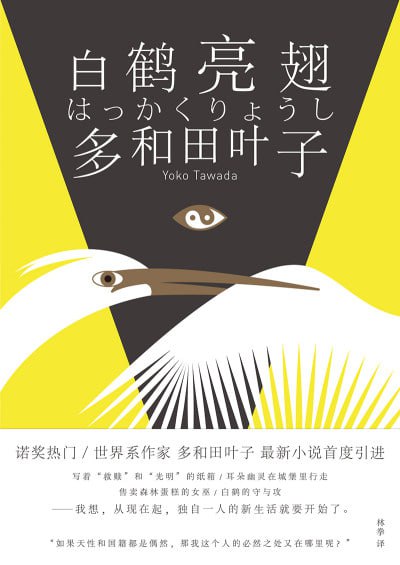 白鹤亮翅
はっかくりょうし
多和田叶子
Yoko Tawada
诺奖热门 / 世界系作家 多和田叶子 最新小说首度引进
写着“救赎”和“光明”的纸箱 / 耳朵幽灵在城堡里行走
售卖森林蛋糕的女巫 / 白鹤的守与攻
——我想，从现在起，独自一人的新生活就要开始了。
“如果天性和国籍都是偶然，那我这个人的必然之处又在哪里呢？”
林拳 译